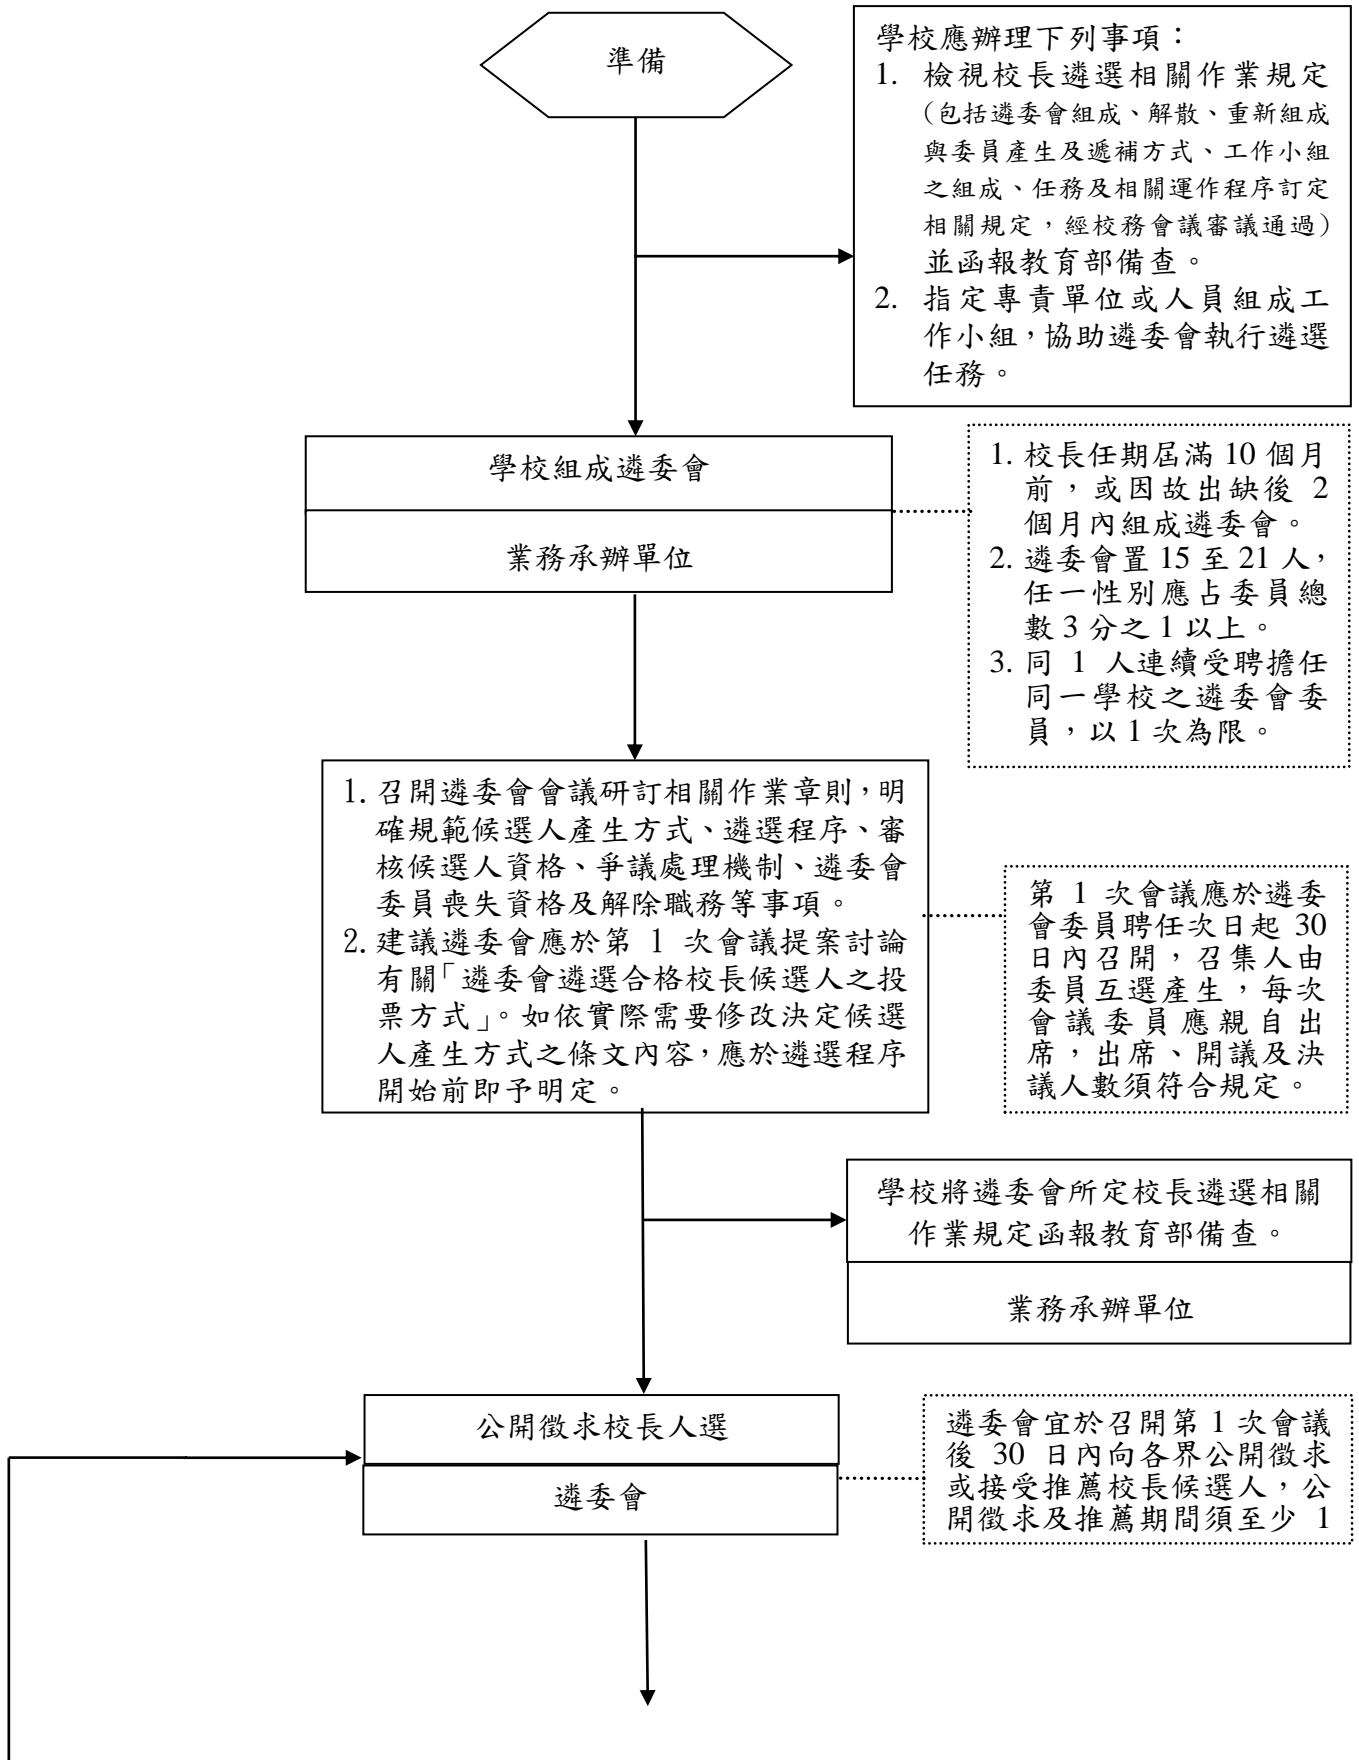 準備
學校應辦理下列事項：
1. 檢視校長遴選相關作業規定
（包括遴委會組成、解散、重新組成
與委員產生及遞補方式、工作小組
之組成、任務及相關運作程序訂定
相關規定，經校務會議審議通過）
並函報教育部備查。
2. 指定專責單位或人員組成工
作小組，協助遴委會執行遴選
任務。
學校組成遴委會
業務承辦單位
1. 校長任期屆滿 10 個月
前，或因故出缺後 2
個月內組成遴委會。
2. 遴委會置 15 至 21 人，
任一性別應占委員總
數 3 分之 1 以上。
3. 同 1 人連續受聘擔任
同一學校之遴委會委
員，以 1 次為限。
1. 召開遴委會會議研訂相關作業章則，明
確規範候選人產生方式、遴選程序、審
核候選人資格、爭議處理機制、遴委會
委員喪失資格及解除職務等事項。
2. 建議遴委會應於第 1 次會議提案討論
有關「遴委會遴選合格校長候選人之投
票方式」。如依實際需要修改決定候選
人產生方式之條文內容，應於遴選程序
開始前即予明定。
第 1 次會議應於遴委
會委員聘任次日起 30
日內召開，召集人由
委員互選產生，每次
會議委員應親自出
席，出席、開議及決
議人數須符合規定。
學校將遴委會所定校長遴選相關
作業規定函報教育部備查。
業務承辦單位
公開徵求校長人選
遴委會
遴委會宜於召開第 1 次會議
後 30 日內向各界公開徵求
或接受推薦校長候選人，公
開徵求及推薦期間須至少 1